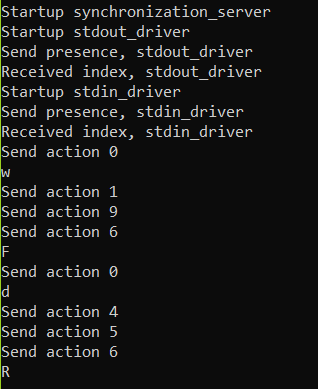 Startup synchronization_server
Startup stdout_driver
Send presence, stdout_driver
Received index, stdout_driver
Startup stdin_driver
Send presence, stdin_driver
Received index, stdin_driver
Send action 0
w
Send action 1
Send action 9
Send action 6
F
Send action 0
d
Send action 4
Send action 5
Send action 6
R